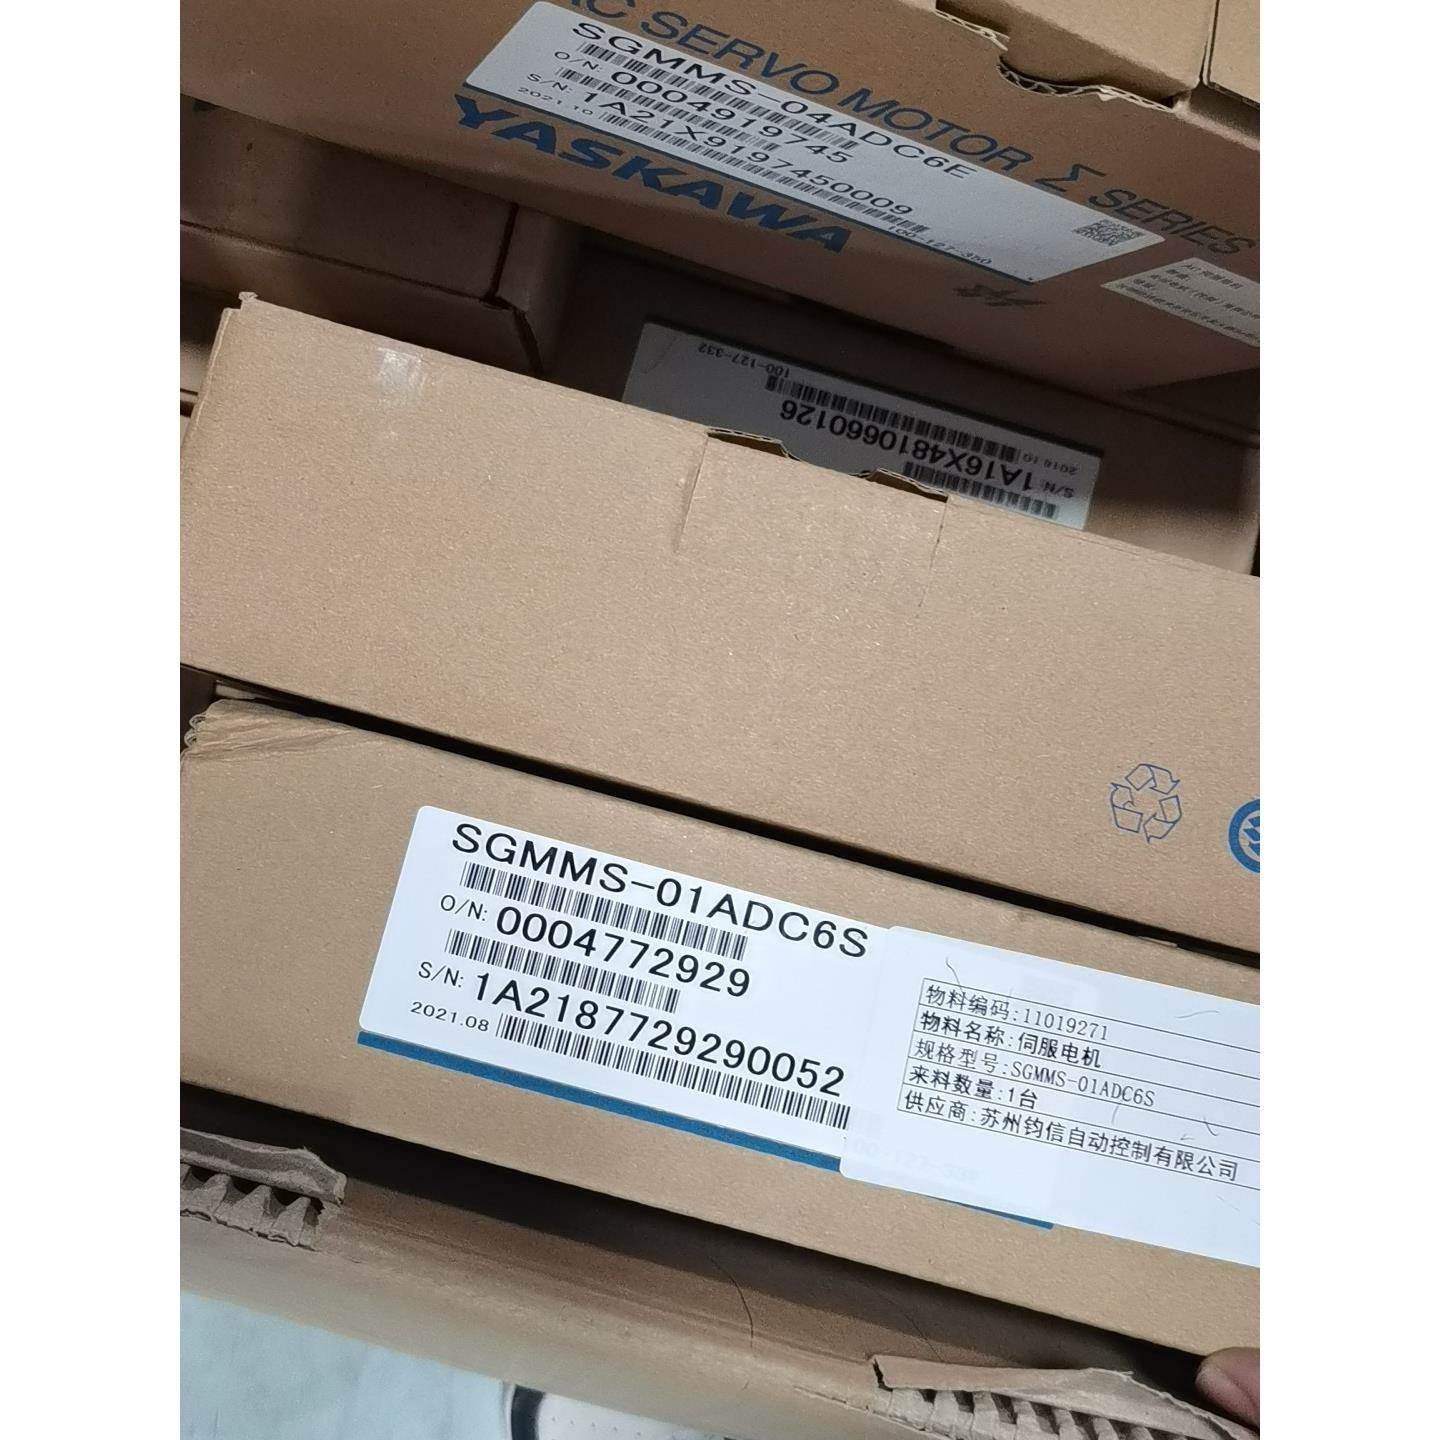 AC SERVO MOTOR Σ SERIES
SGMMS-04ADC6E
O/N: 0004919745
S/N: 1A21X9197450009
2021.10
100-127-350
YASKAWA
100-127-332
S/N: 1A16X4810660126
2016.10
SGMMS-01ADC6S
O/N: 0004772929
S/N: 1A2187729290052
2021.08
物料编码:11019271
物料名称:伺服电机
规格型号:SGMMS-01ADC6S
来料数量:1台
供应商:苏州钧信自动控制有限公司